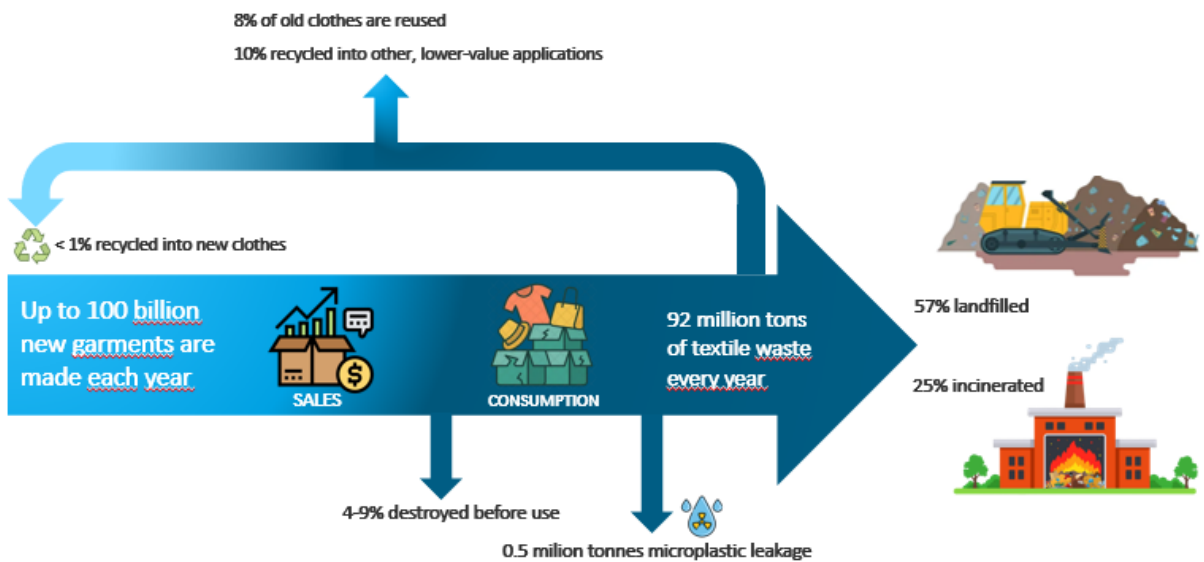 8% of old clothes are reused
10% recycled into other, lower-value applications
< 1% recycled into new clothes
Up to 100 billion
new garments are
made each year
SALES
CONSUMPTION
92 million tons
of textile waste
every year
57% landfilled
25% incinerated
4-9% destroyed before use
0.5 milion tonnes microplastic leakage